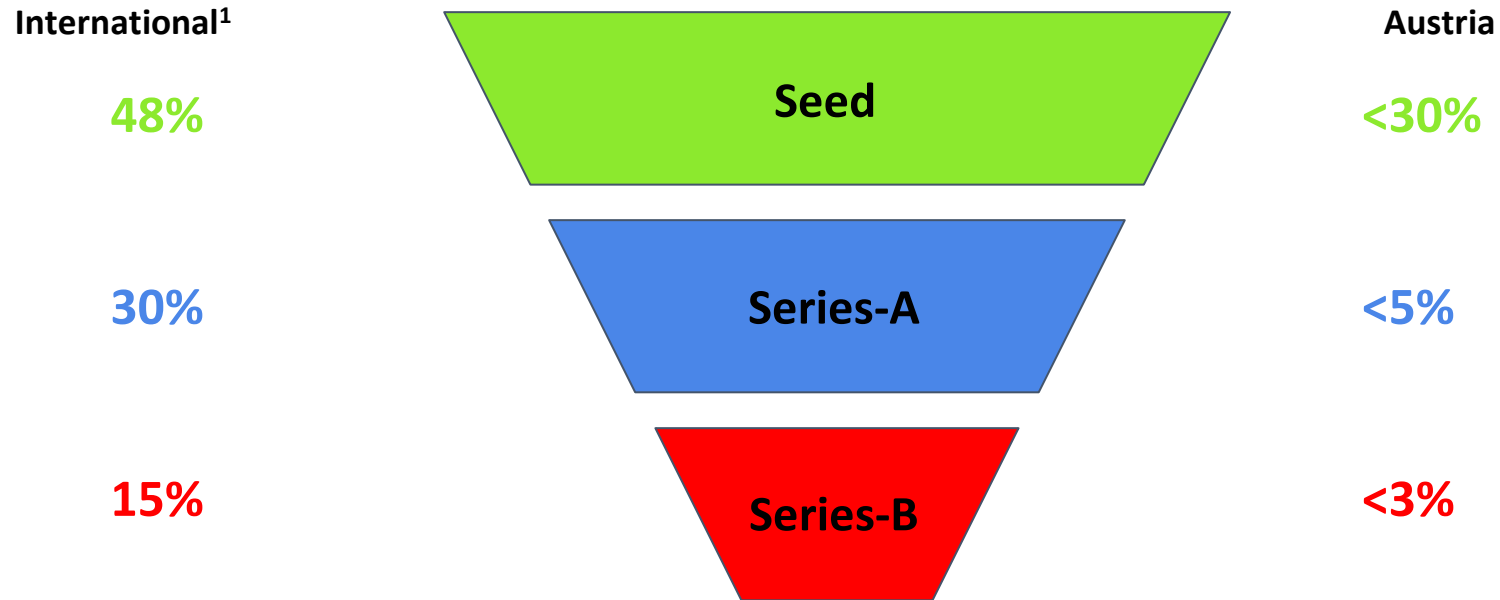 International¹
Austria
48%
Seed
<30%
30%
Series-A
<5%
15%
Series-B
<3%